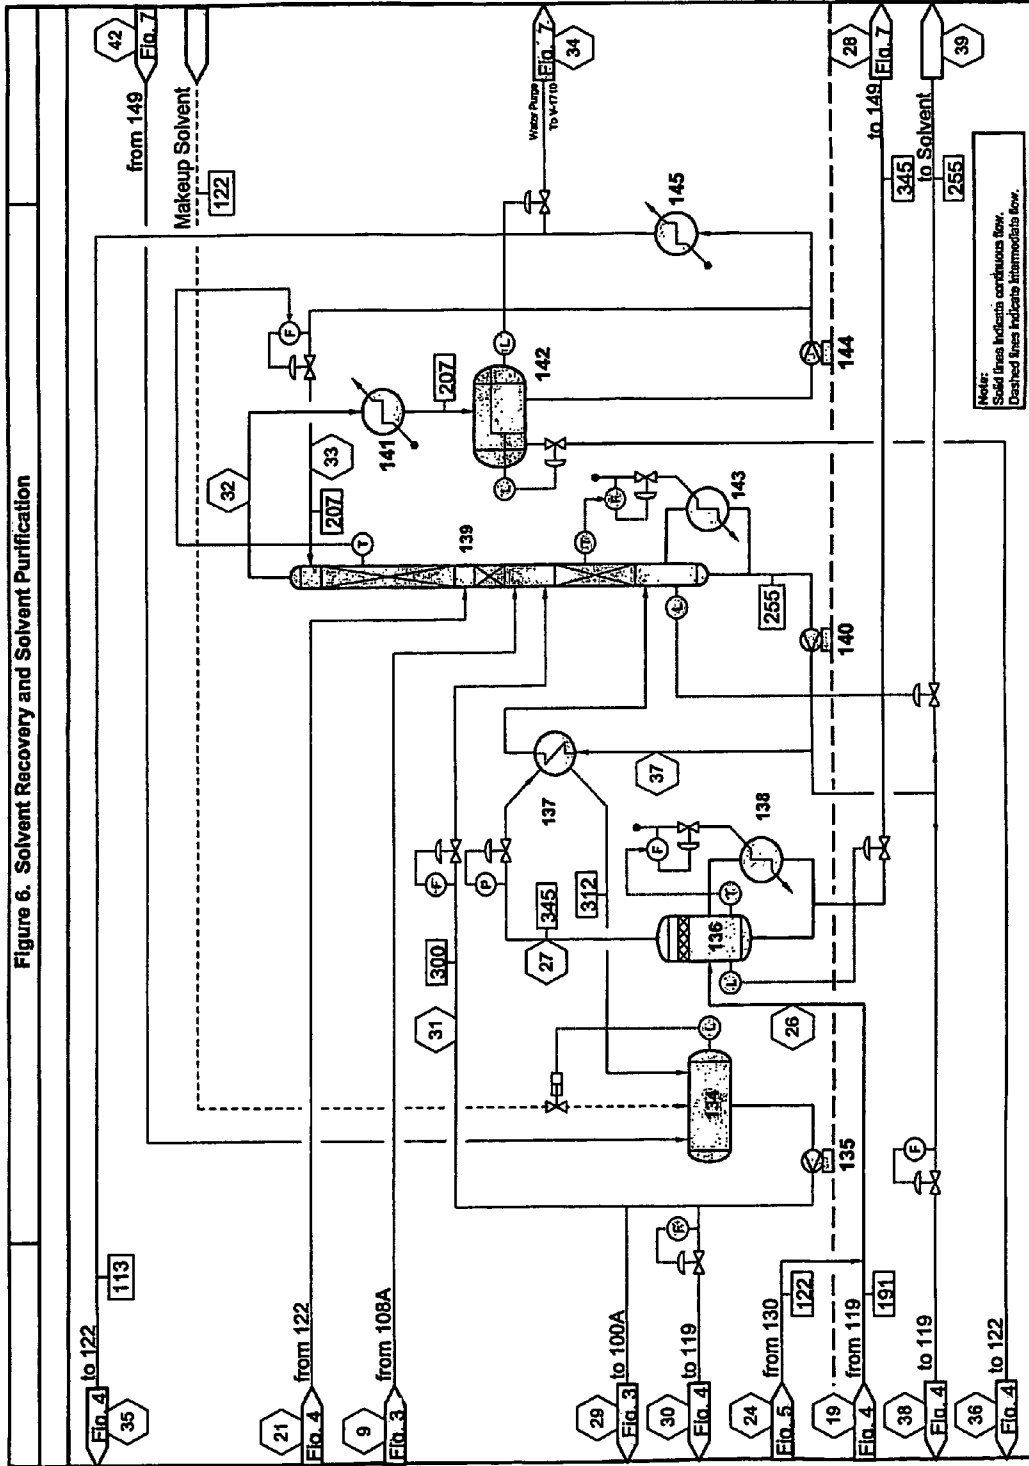 Figure 6. Solvent Recovery and Solvent Purification
Fig. 4
to 122
35
113
42
Fig. 7
from 149
Makeup Solvent
122
Fig. 7
34
Water Purge
To V-1710
145
F
32
33
207
141
207
L
142
L
144
21
Fig. 4
from 122
9
Fig. 3
from 108A
T
139
T
F
143
L
255
140
31
300
F
P
27
345
137
312
37
136
T
L
F
138
26
134
L
135
29
Fig. 3
to 100A
30
Fig. 4
to 119
F
24
Fig. 5
from 130
122
19
Fig. 4
from 119
191
28
Fig. 7
to 149
345
39
to Solvent
255
38
Fig. 4
to 119
F
36
Fig. 4
to 122
Note:
Solid lines indicate continuous flow.
Dashed lines indicate intermediate flow.